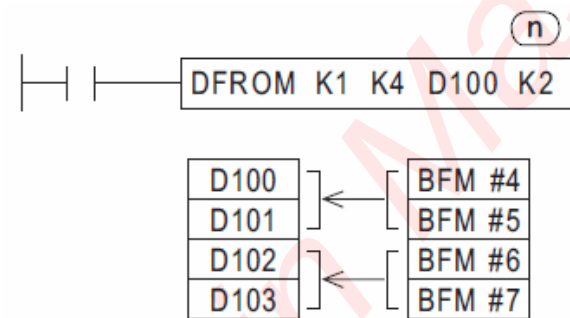 n
DFROM K1 K4 D100 K2
D100 BFM #4
D101 BFM #5
D102 BFM #6
D103 BFM #7